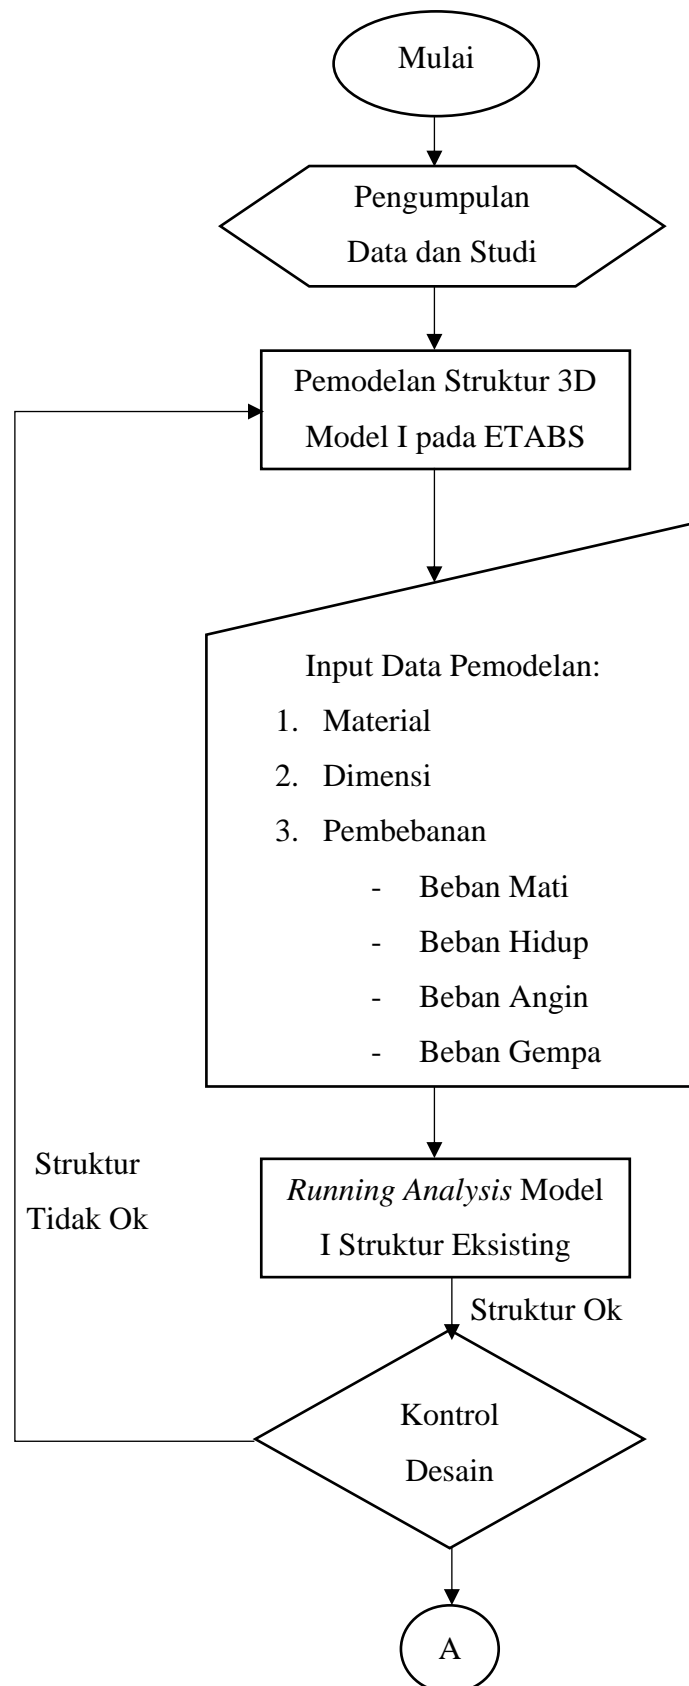 Mulai
Pengumpulan
Data dan Studi
Pemodelan Struktur 3D
Model I pada ETABS
Input Data Pemodelan:
1. Material
2. Dimensi
3. Pembebanan
- Beban Mati
- Beban Hidup
- Beban Angin
- Beban Gempa
Struktur
Tidak Ok
Running Analysis Model
I Struktur Eksisting
Struktur Ok
Kontrol
Desain
A